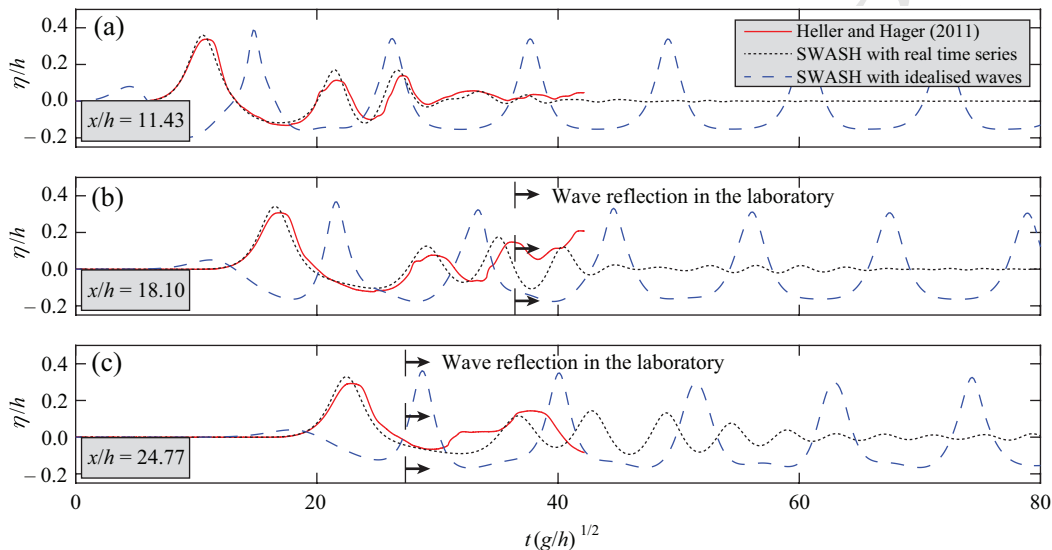 (a)
0.4
0.2
0.0
– 0.2
η/h
x/h = 11.43
Heller and Hager (2011)
SWASH with real time series
SWASH with idealised waves
(b)
0.4
0.2
0.0
– 0.2
η/h
x/h = 18.10
Wave reflection in the laboratory
(c)
0.4
0.2
0.0
– 0.2
η/h
x/h = 24.77
Wave reflection in the laboratory
0 20 40 60 80
t(g/h) 1/2